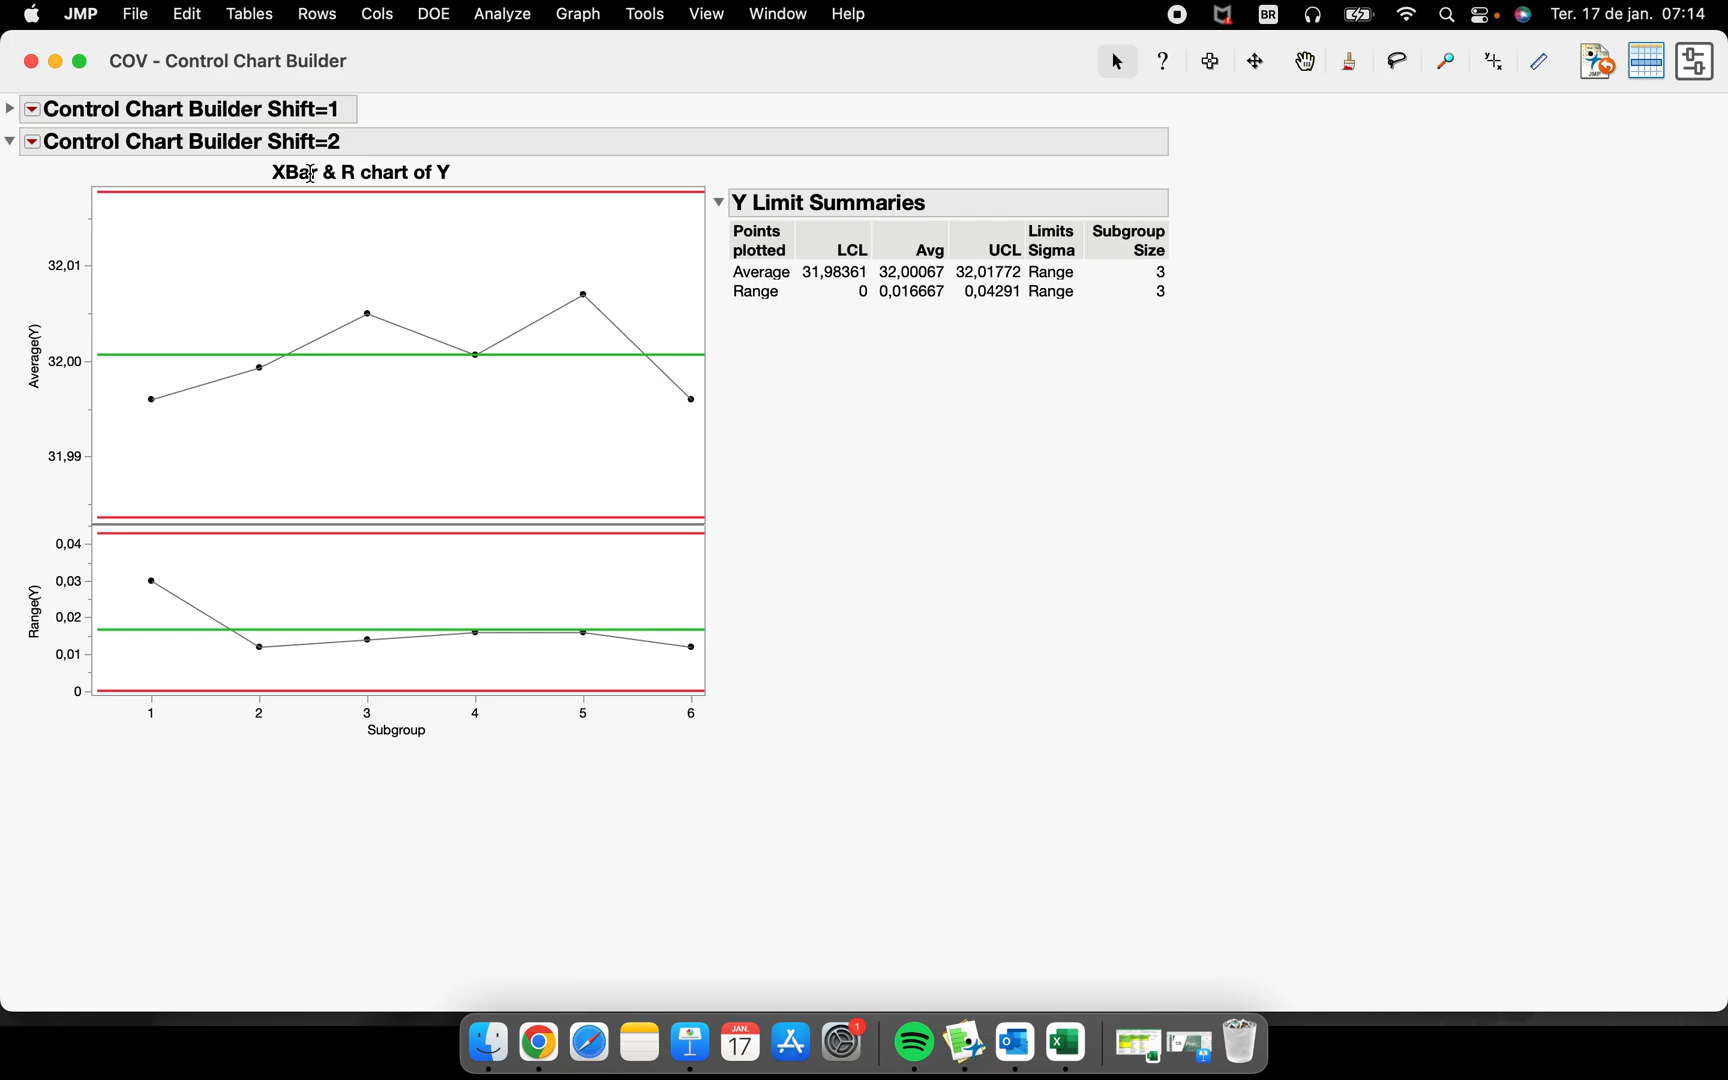 JMP File Edit Tables Rows Cols DOE Analyze Graph Tools View Window Help BR Ter. 17 de jan. 07:14
COV - Control Chart Builder
Control Chart Builder Shift=1
Control Chart Builder Shift=2
XBar & R chart of Y
Y Limit Summaries
Points Limits Subgroup
plotted LCL Avg UCL Sigma Size
Average 31,98361 32,00067 32,01772 Range 3
Range 0 0,016667 0,04291 Range 3
32,01
32,00
31,99
Average(Y)
0,04
0,03
0,02
0,01
0
Range(Y)
1 2 3 4 5 6
Subgroup
JAN.
17
1